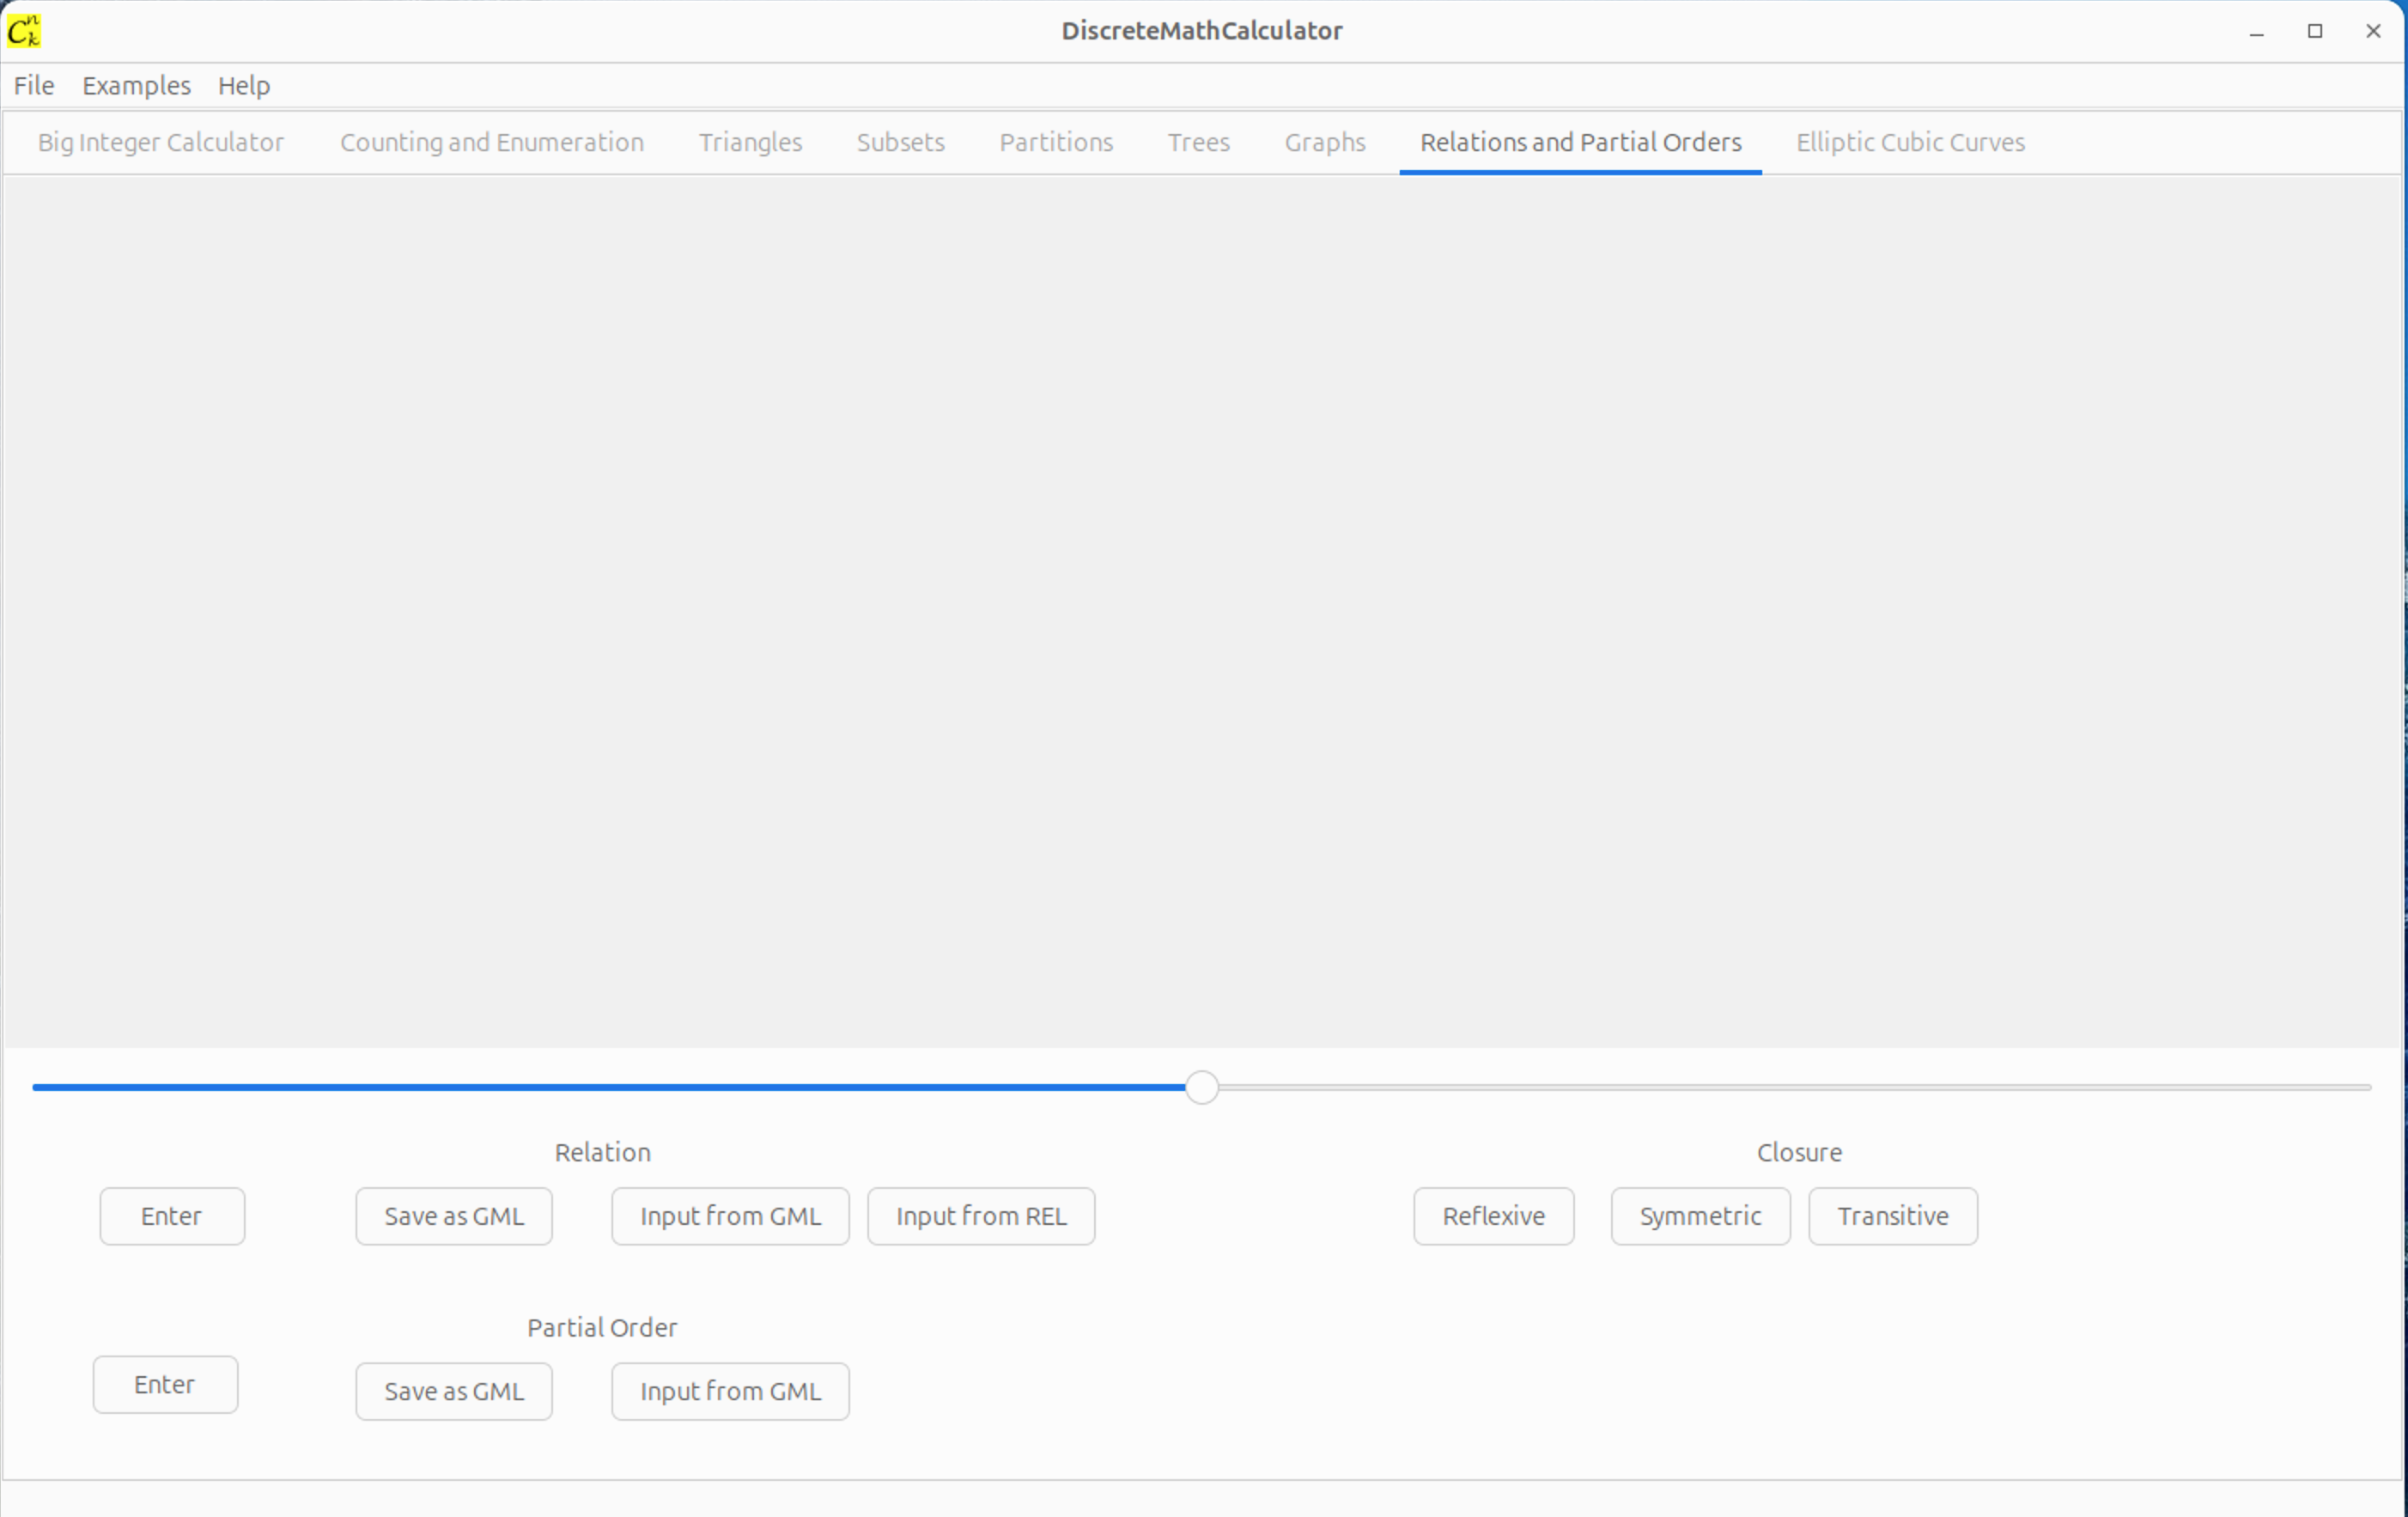 C n k
DiscreteMathCalculator
File Examples Help
Big Integer Calculator Counting and Enumeration Triangles Subsets Partitions Trees Graphs Relations and Partial Orders Elliptic Cubic Curves
Relation Closure
Enter Save as GML Input from GML Input from REL Reflexive Symmetric Transitive
Partial Order
Enter Save as GML Input from GML